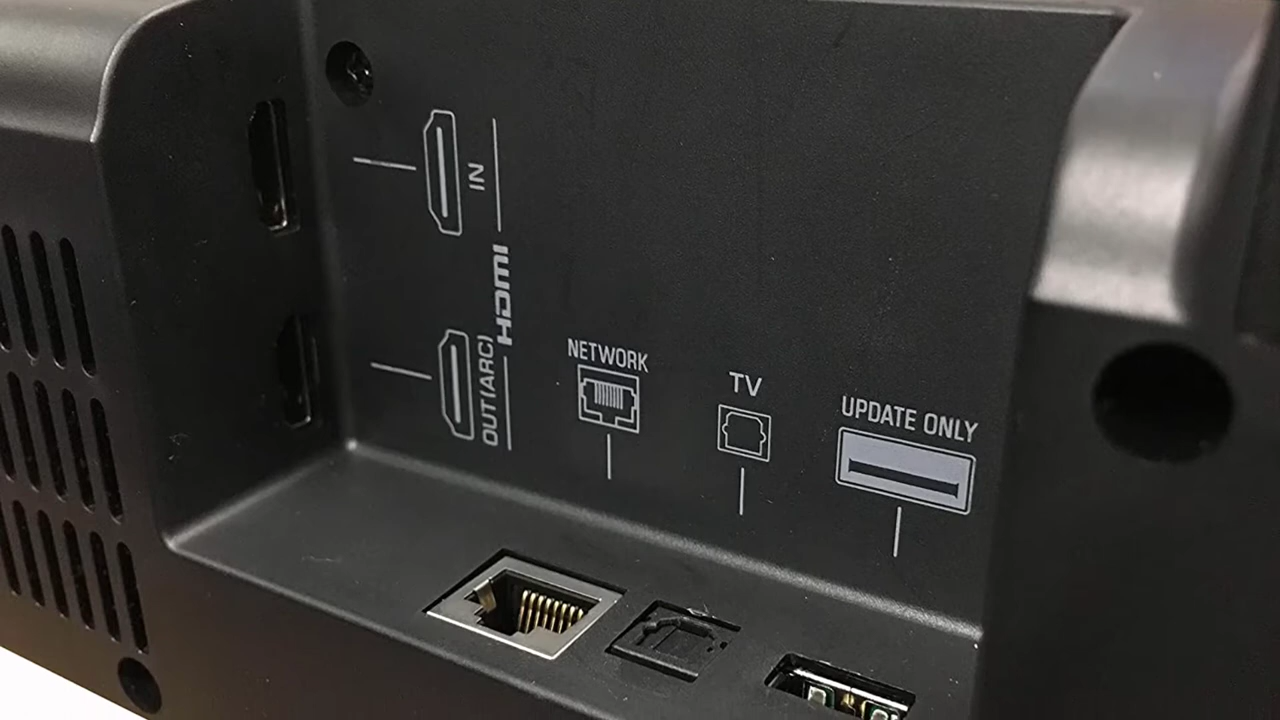 IN
HDMI
OUT(ARC)
NETWORK
TV
UPDATE ONLY